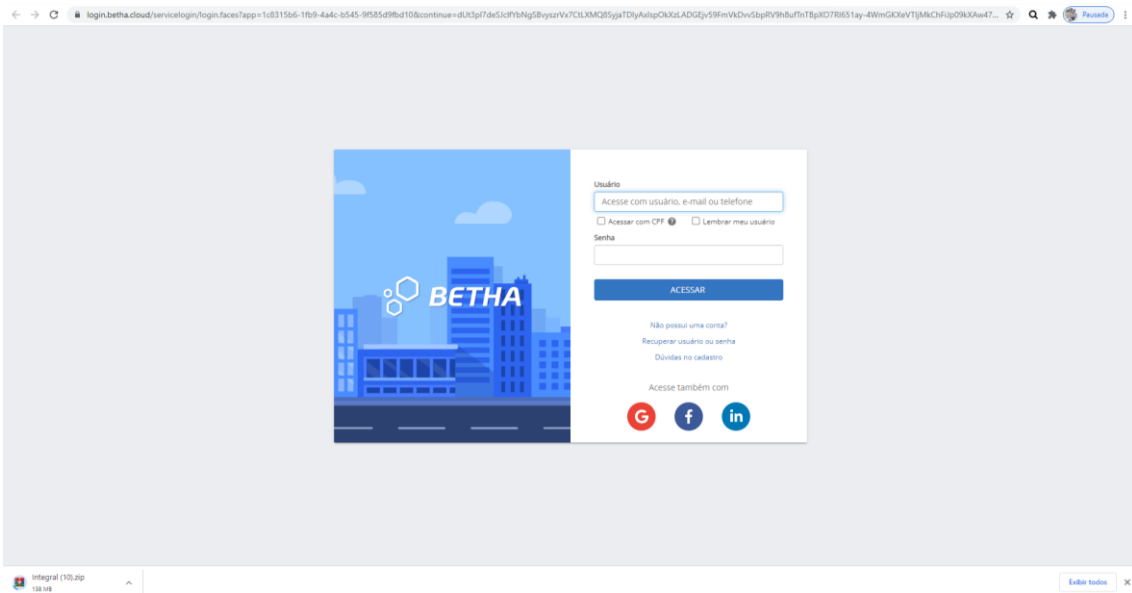 login.betha.cloud/servicelogin/login.faces?app=1c8315b6-1fb9-4a4c-b545-9f585d9fbd10&continue=
Pausada
Usuário
Acesse com usuário, e-mail ou telefone
Acessar com CPF ? Lembrar meu usuário
Senha
BETHA
ACESSAR
Não possui uma conta?
Recuperar usuário ou senha
Dúvidas no cadastro
Acesse também com
G f in
Integral (10).zip
138 MB
Exibir todos